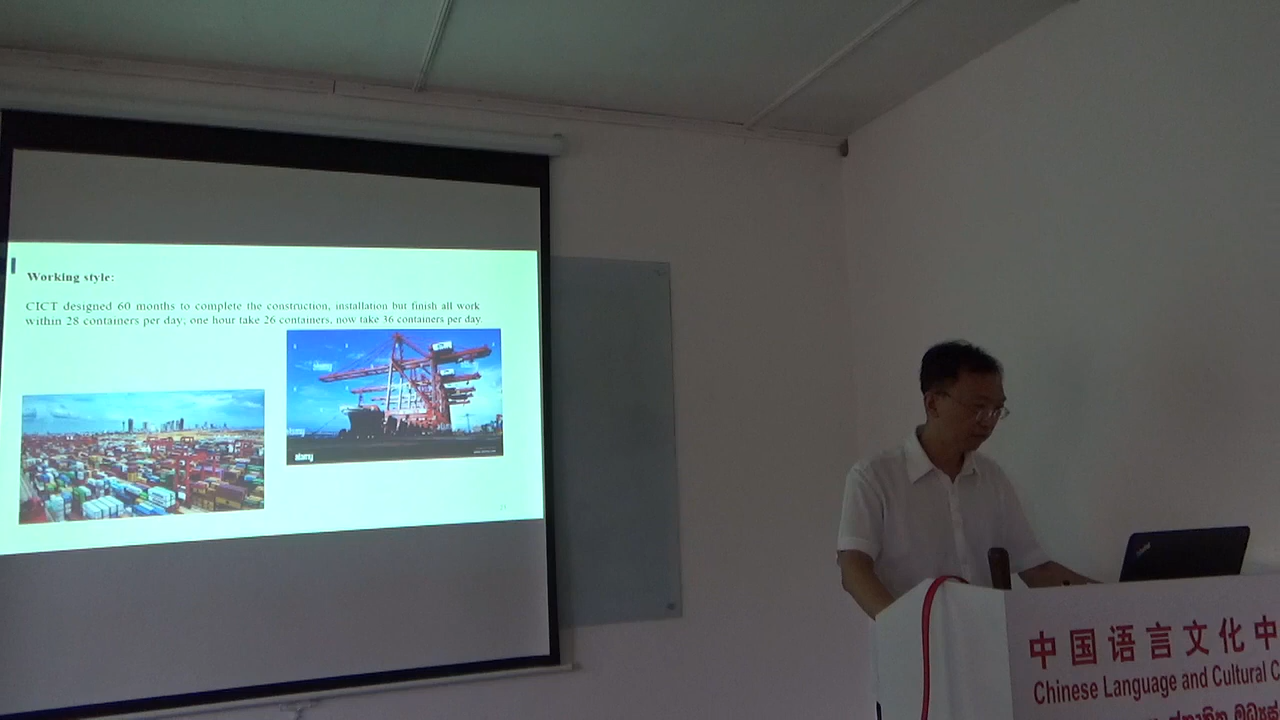 Working style:
CICT designed 60 months to complete the construction, installation but finish all work
within 28 containers per day; one hour take 26 containers, now take 36 containers per day.
alamy
中国语言文化中
Chinese Language and Cultural C